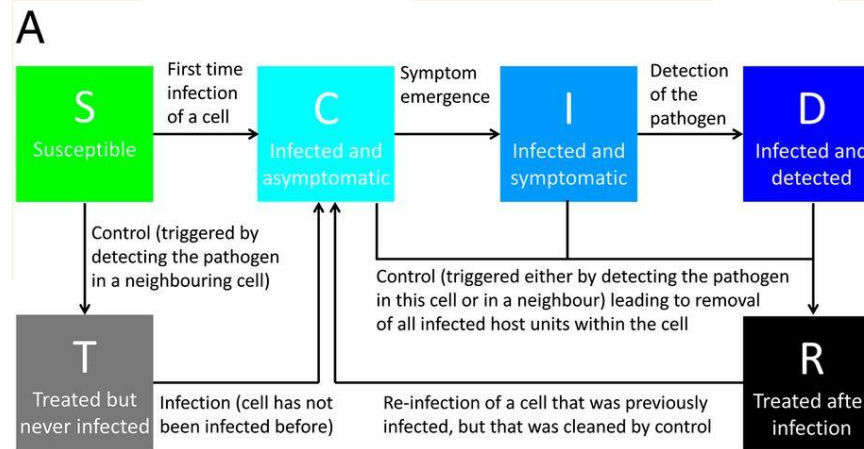 A
S
Susceptible
First time
infection
of a cell
C
Infected and
asymptomatic
Symptom
emergence
I
Infected and
symptomatic
Detection
of the
pathogen
D
Infected and
detected
Control (triggered by
detecting the pathogen
in a neighbouring cell)
Control (triggered either by detecting the pathogen
in this cell or in a neighbour) leading to removal
of all infected host units within the cell
T
Treated but
never infected
Infection (cell has not
been infected before)
Re-infection of a cell that was previously
infected, but that was cleaned by control
R
Treated after
infection